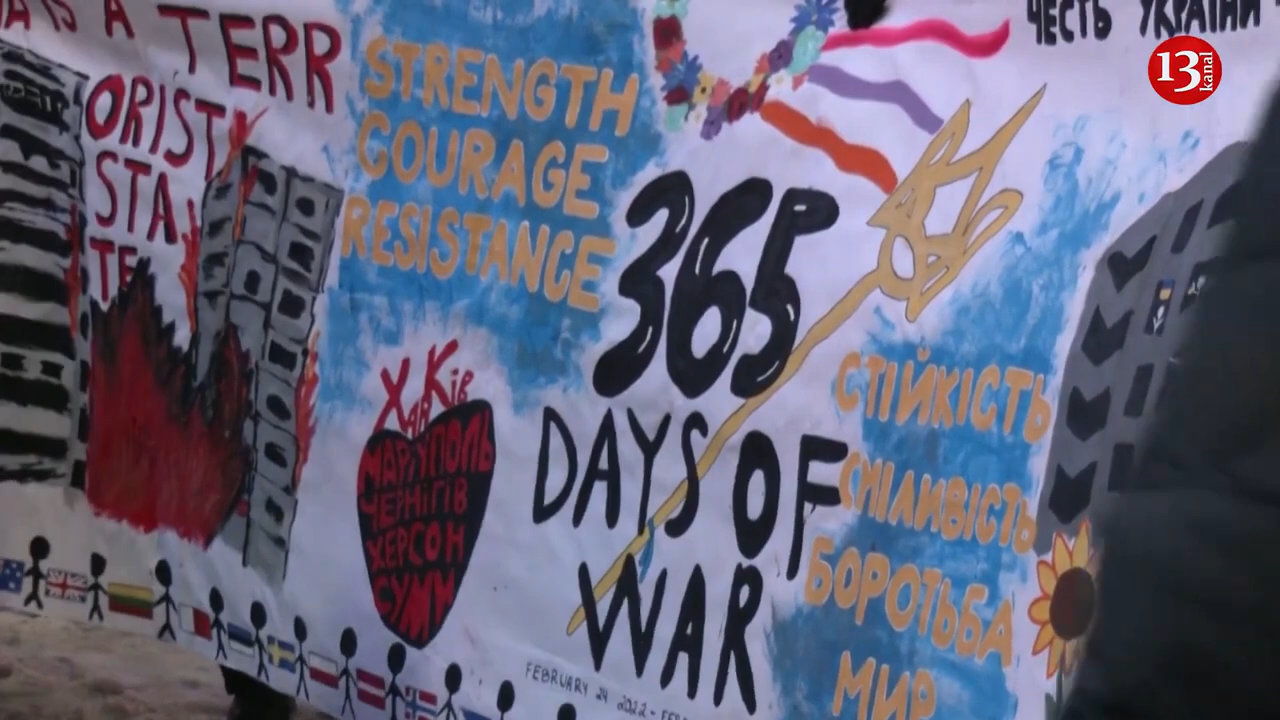 IS A TERR
ORIST
STA
TE
STRENGTH
COURAGE
RESISTANCE
365
DAYS OF
WAR
FEBRUARY 24 2022 -
ХарКів
МАРІУПОЛЬ
ЧЕРНІГІВ
ХЕРСОН
СУМИ
ЧЕСТЬ УКРАЇНИ
СТІЙКІСТЬ
СМІЛИВІСТЬ
БОРОТЬБА
МИР
13
kanal